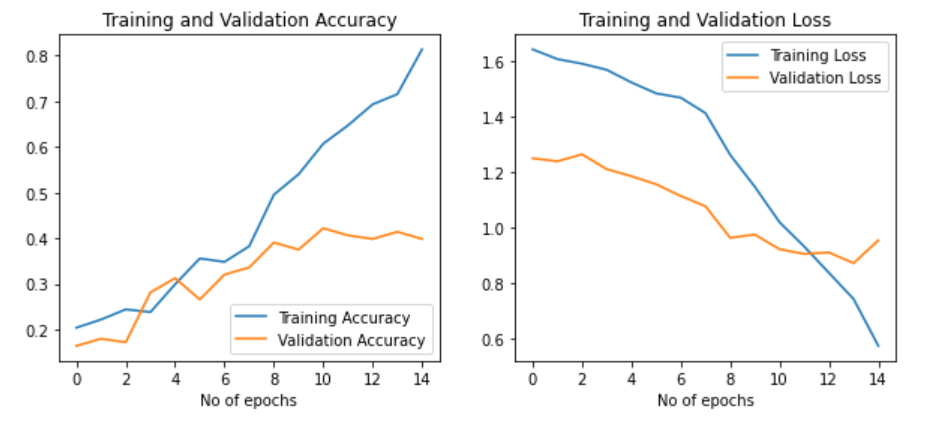 Training and Validation Accuracy
0.8
0.7
0.6
0.5
0.4
0.3
0.2
Training Accuracy
Validation Accuracy
0 2 4 6 8 10 12 14
No of epochs
Training and Validation Loss
1.6
1.4
1.2
1.0
0.8
0.6
Training Loss
Validation Loss
0 2 4 6 8 10 12 14
No of epochs